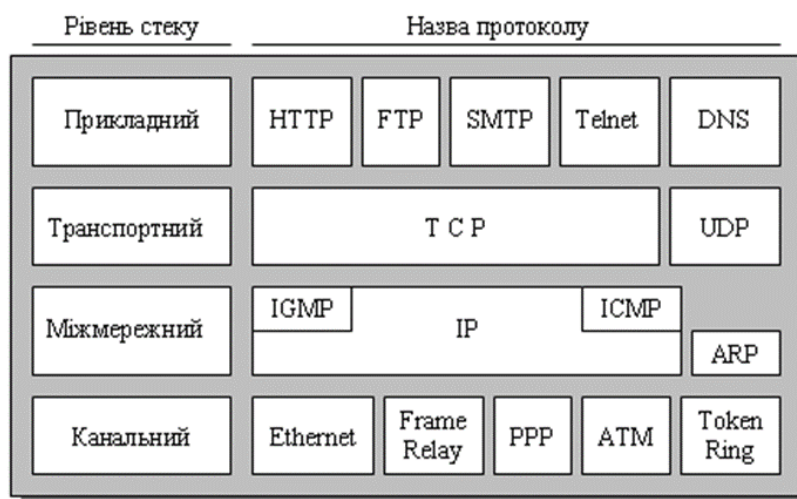 Рівень стеку Назва протоколу
Прикладний HTTP FTP SMTP Telnet DNS
Транспортний T C P UDP
Міжмережний IGMP IP ICMP ARP
Канальний Ethernet Frame Relay PPP ATM Token Ring